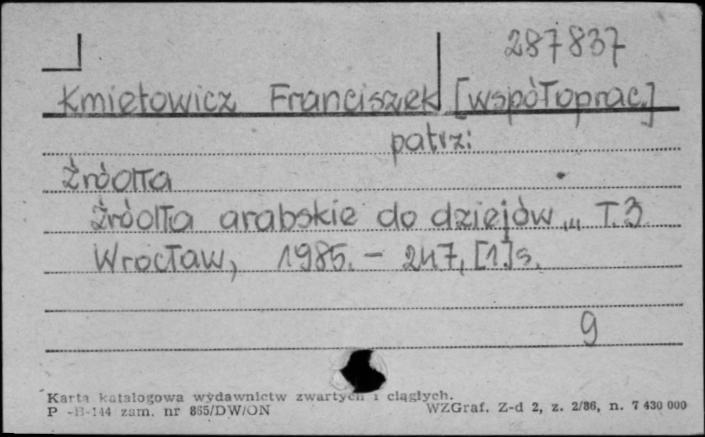 287837
Kmietowicz Franciszek [współoprac.]
patrz:
Źródła
Źródła arabskie do dziejów... T.3
Wrocław, 1985. - 247, [1] s.
9
Karta katalogowa wydawnictw zwartych i ciągłych.
P -B-144 zam. nr 865/DW/ON WZGraf. Z-d 2, z. 2/86, n. 7 430 000